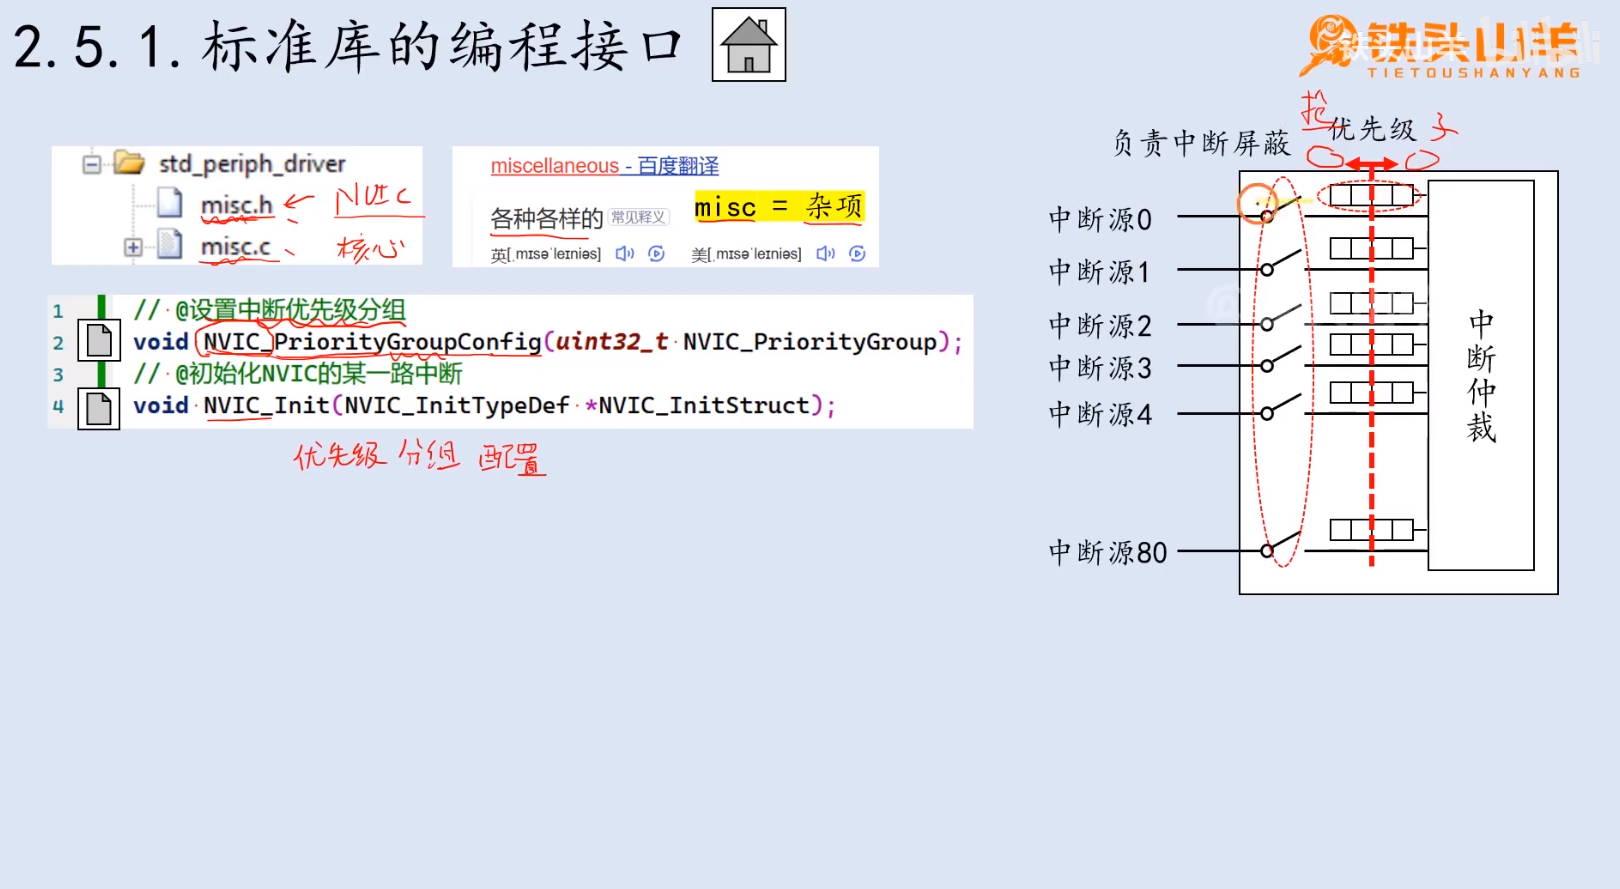 2.5.1.标准库的编程接口
铁头山羊
TIETOUSHANYANG
std_periph_driver
misc.h
NVIC
misc.c
核心
miscellaneous - 百度翻译
各种各样的 常见释义
misc = 杂项
英[ˌmɪsəˈleɪniəs]
美[ˌmɪsəˈleɪniəs]
1 // @设置中断优先级分组
2 void NVIC_PriorityGroupConfig(uint32_t NVIC_PriorityGroup);
3 // @初始化NVIC的某一路中断
4 void NVIC_Init(NVIC_InitTypeDef *NVIC_InitStruct);
优先级 分组 配置
负责中断屏蔽
抢
优先级
子
中断源0
中断源1
中断源2
中断源3
中断源4
中断源80
中断仲裁